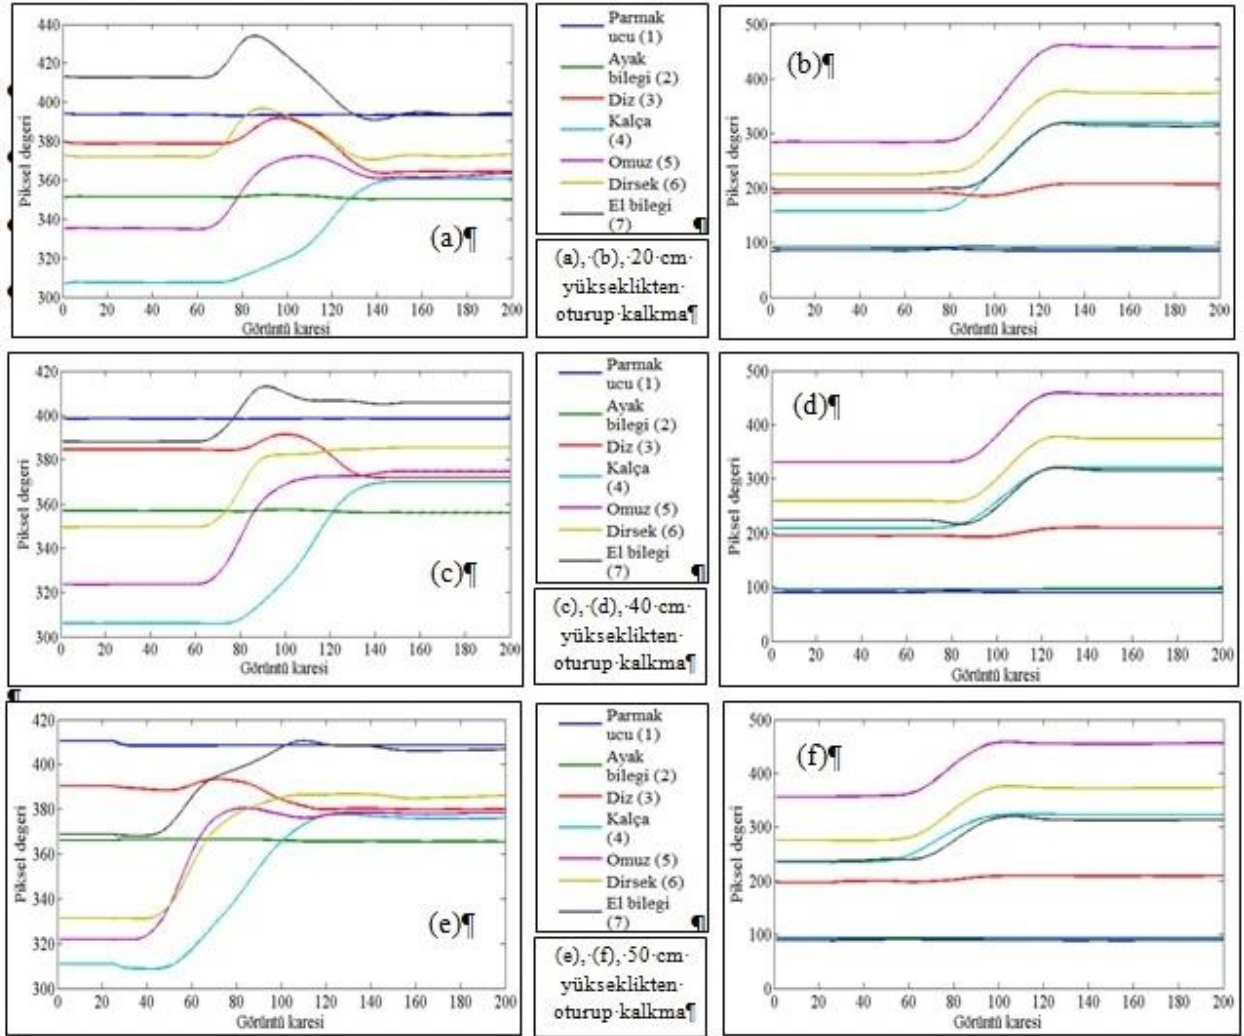 440
420
400
380
360
340
320
300
0 20 40 60 80 100 120 140 160 180 200
Piksel degeri
Görüntü karesi
(a)¶
Parmak
ucu (1)
Ayak
bilegi (2)
Diz (3)
Kalça
(4)
Omuz (5)
Dirsek (6)
El bilegi
(7)
¶
(a),·(b),·20·cm·
yükseklikten·
oturup·kalkma¶
500
400
300
200
100
0
0 20 40 60 80 100 120 140 160 180 200
Piksel degeri
Görüntü karesi
(b)¶
420
400
380
360
340
320
300
0 20 40 60 80 100 120 140 160 180 200
Piksel degeri
Görüntü karesi
(c)¶
Parmak
ucu (1)
Ayak
bilegi (2)
Diz (3)
Kalça
(4)
Omuz (5)
Dirsek (6)
El bilegi
(7)
¶
(c),·(d),·40·cm·
yükseklikten·
oturup·kalkma¶
500
400
300
200
100
0
0 20 40 60 80 100 120 140 160 180 200
Piksel degeri
Görüntü karesi
(d)¶
¶
420
400
380
360
340
320
300
0 20 40 60 80 100 120 140 160 180 200
Piksel degeri
Görüntü karesi
(e)¶
Parmak
ucu (1)
Ayak
bilegi (2)
Diz (3)
Kalça
(4)
Omuz (5)
Dirsek (6)
El bilegi
(7)
¶
(e),·(f),·50·cm·
yükseklikten·
oturup·kalkma¶
500
400
300
200
100
0
0 20 40 60 80 100 120 140 160 180 200
Piksel degeri
Görüntü karesi
(f)¶